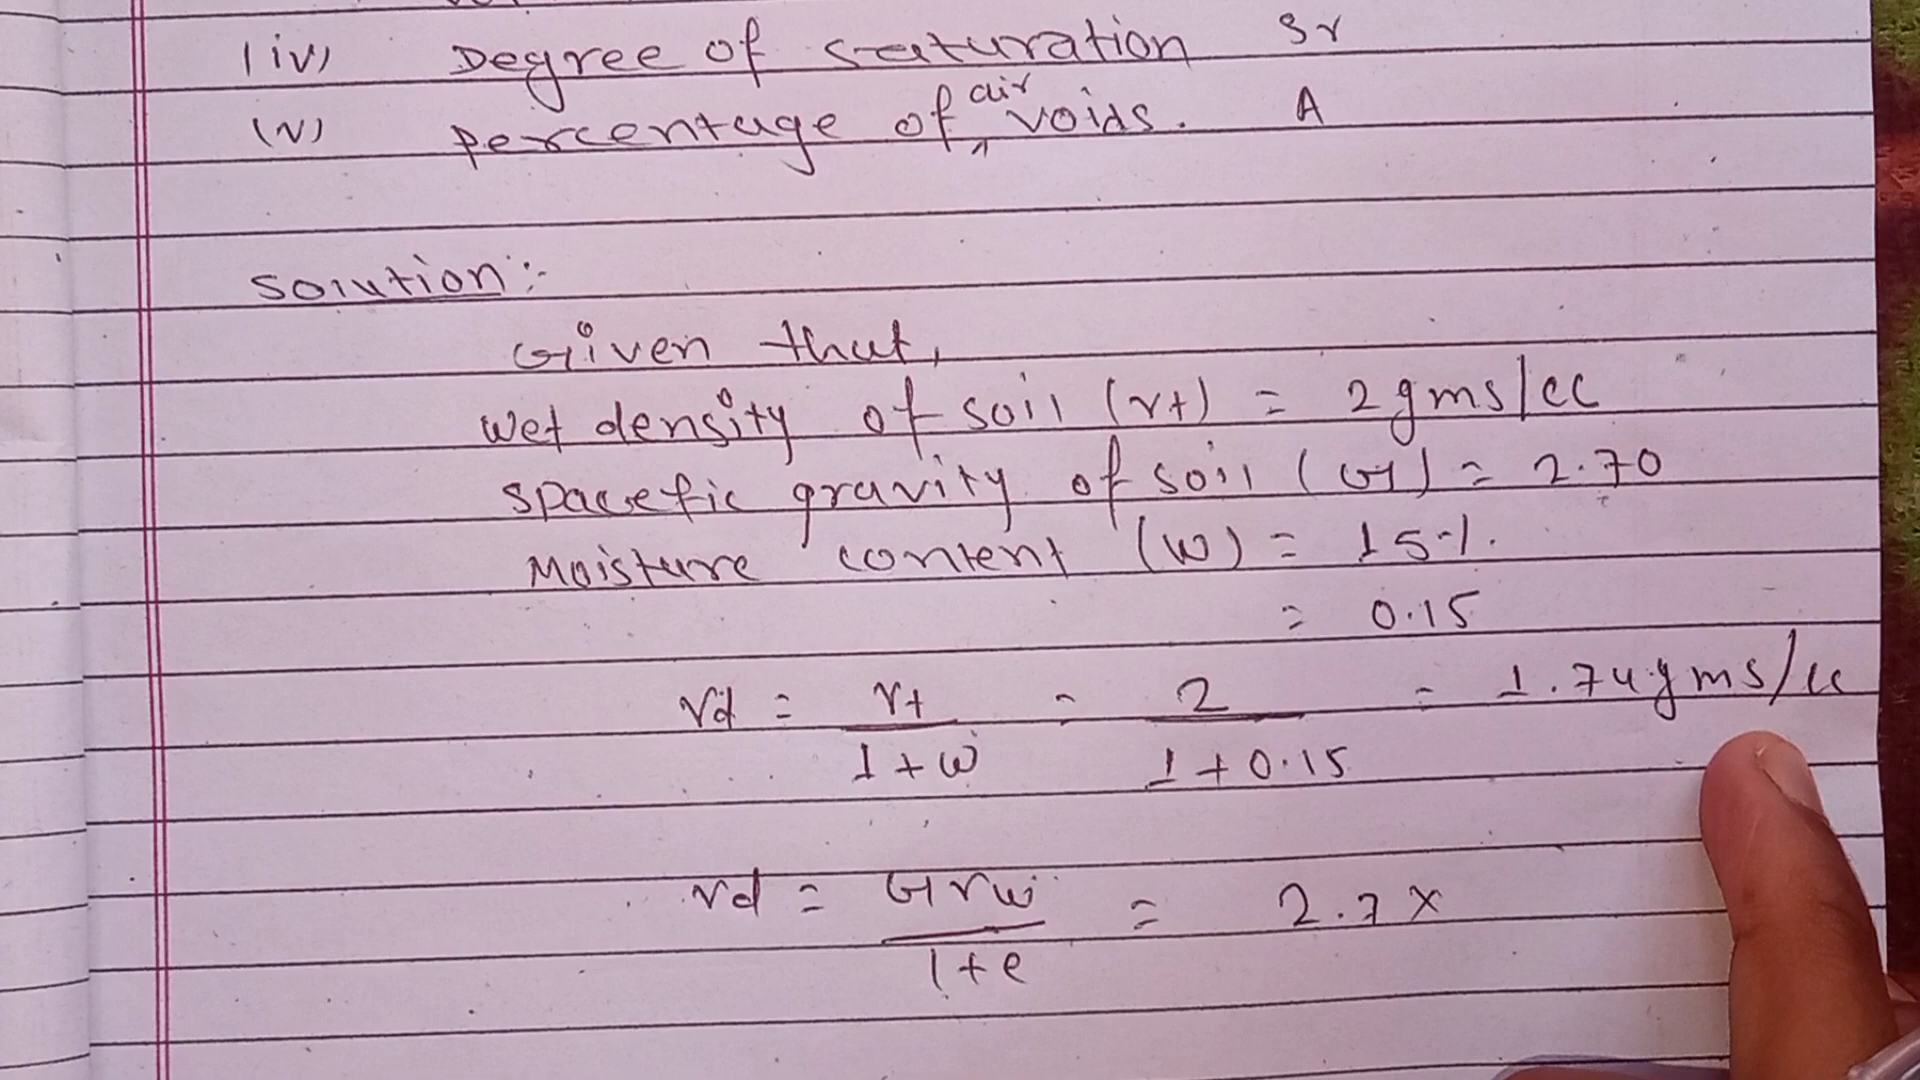 (iv) Degree of saturation Sr
(v) percentage of air voids. A
Solution:-
Given that,
wet density of soil (γt) = 2 gms/cc
spacefic gravity of soil (G) = 2.70
Moisture content (w) = 15%.
= 0.15
γd = γt / 1+w = 2 / 1+0.15 = 1.74 gms/cc
γd = Gγw / 1+e = 2.7 ×